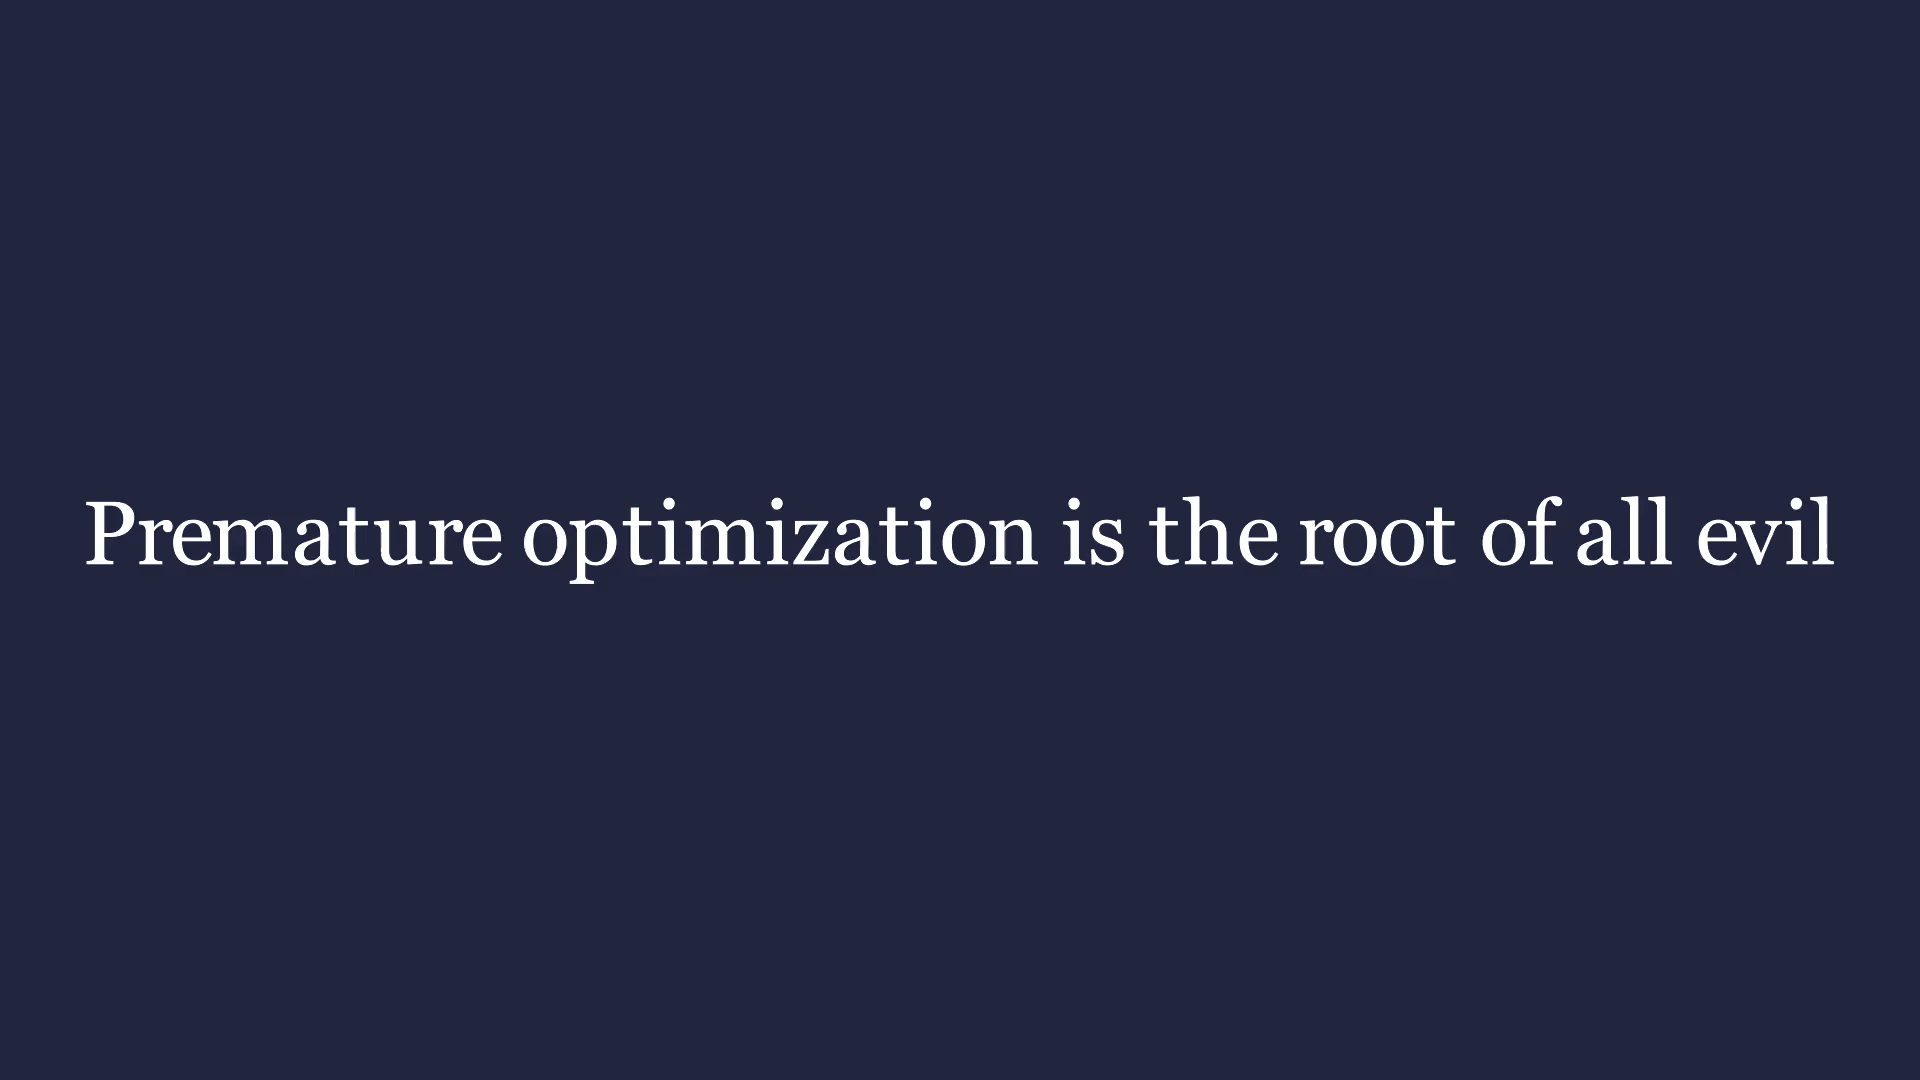 Premature optimization is the root of all evil